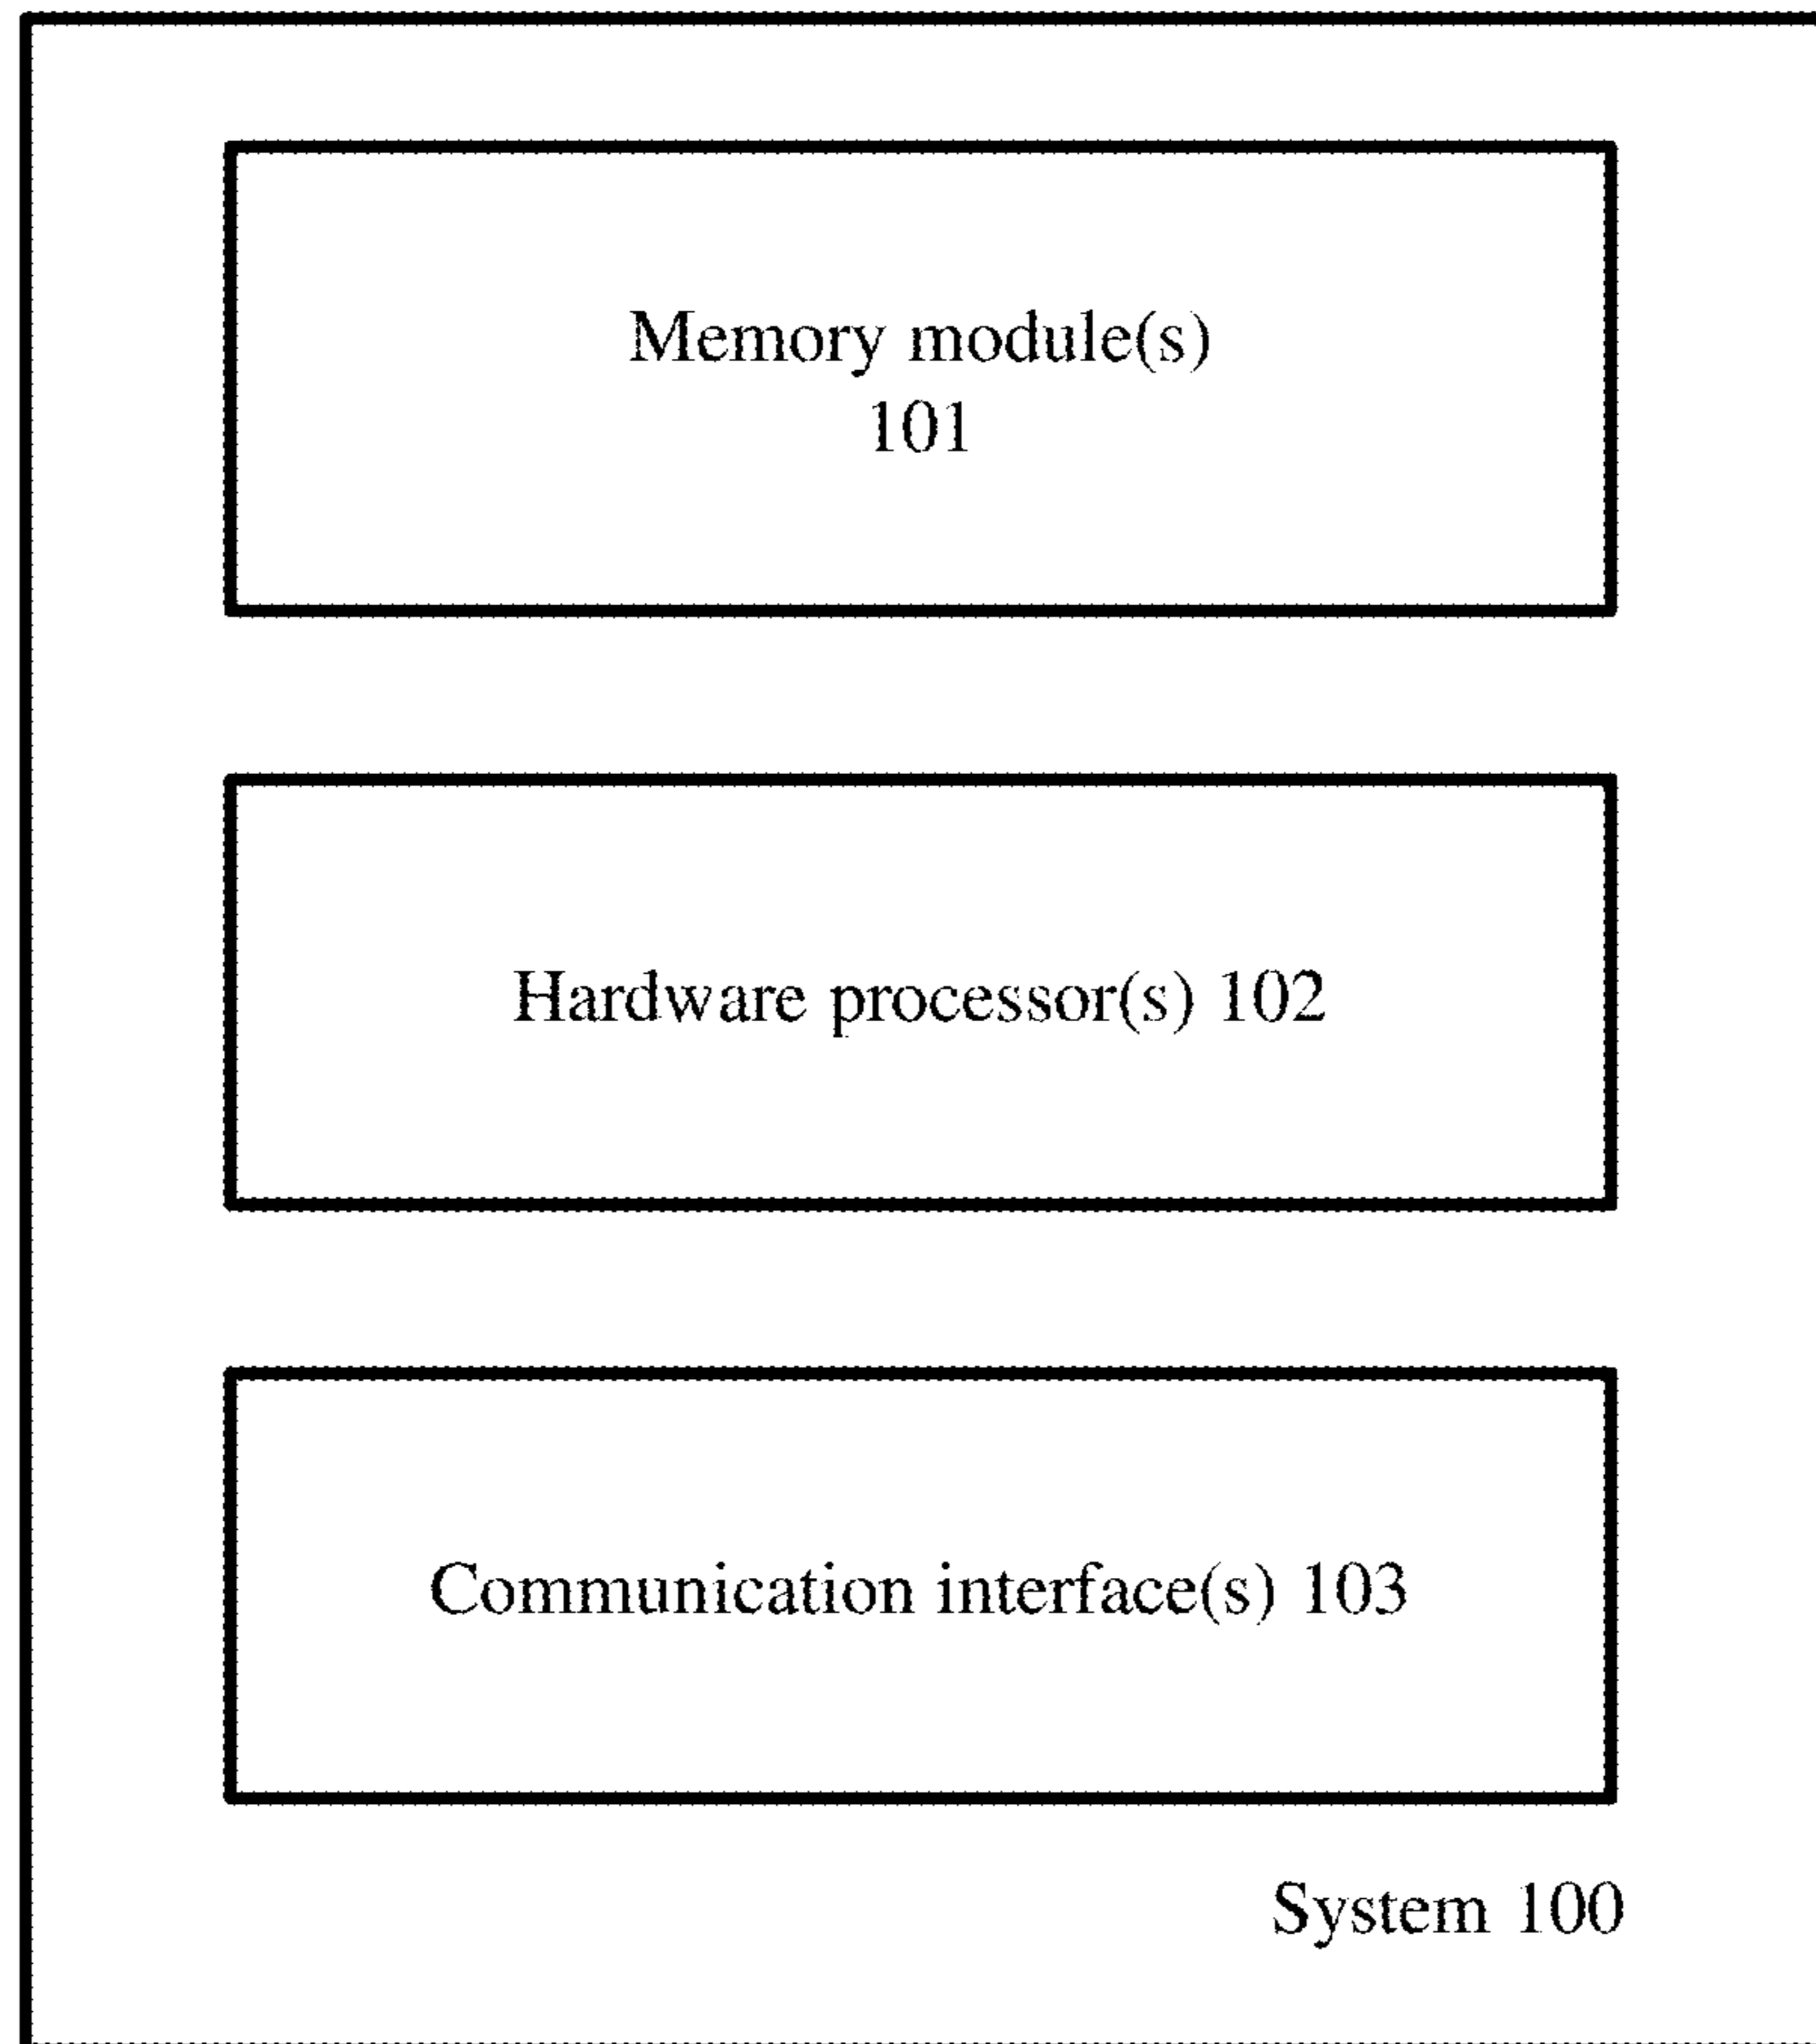 Memory module(s)
101
Hardware processor(s) 102
Communication interface(s) 103
System 100